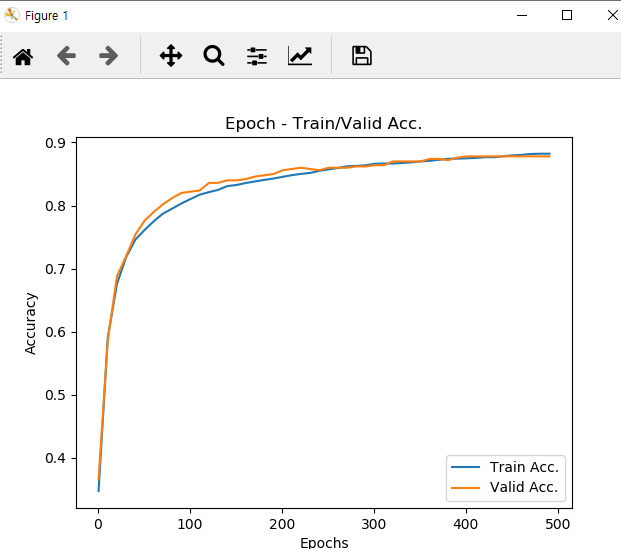 Figure 1
Epoch - Train/Valid Acc.
0.9
0.8
0.7
0.6
0.5
0.4
Accuracy
0 100 200 300 400 500
Epochs
Train Acc.
Valid Acc.